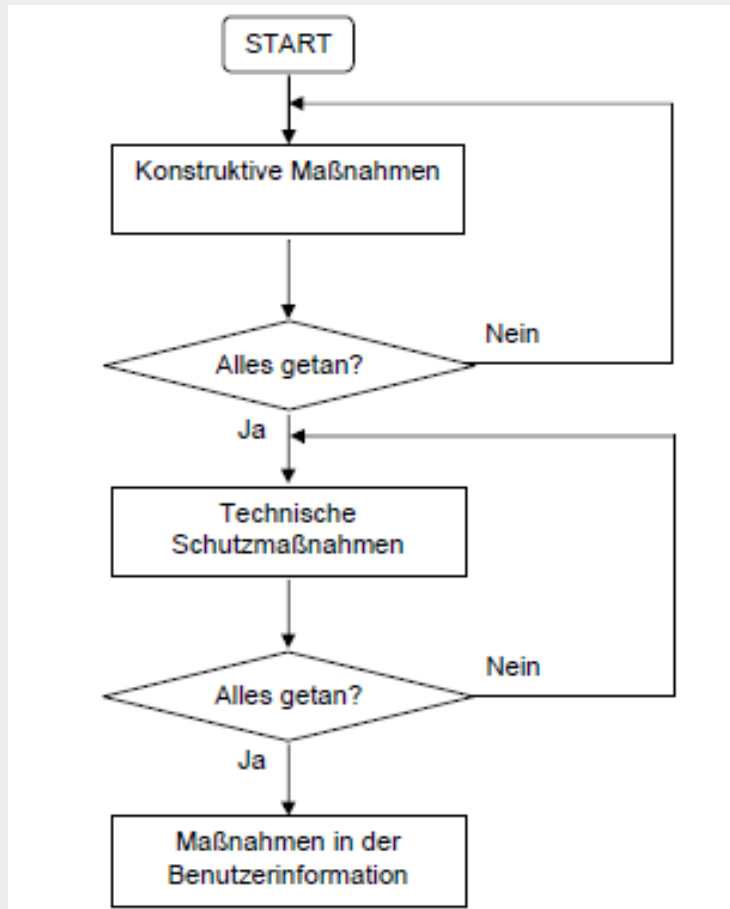 START
Konstruktive Maßnahmen
Nein
Alles getan?
Ja
Technische
Schutzmaßnahmen
Nein
Alles getan?
Ja
Maßnahmen in der
Benutzerinformation